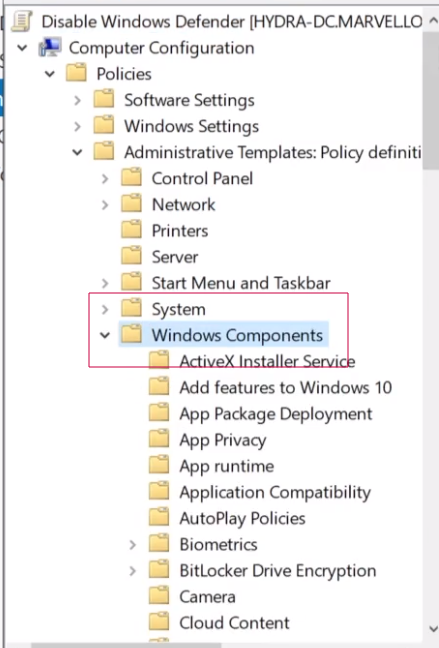 Disable Windows Defender [HYDRA-DC.MARVELLO
Computer Configuration
Policies
Software Settings
Windows Settings
Administrative Templates: Policy definiti
Control Panel
Network
Printers
Server
Start Menu and Taskbar
System
Windows Components
ActiveX Installer Service
Add features to Windows 10
App Package Deployment
App Privacy
App runtime
Application Compatibility
AutoPlay Policies
Biometrics
BitLocker Drive Encryption
Camera
Cloud Content